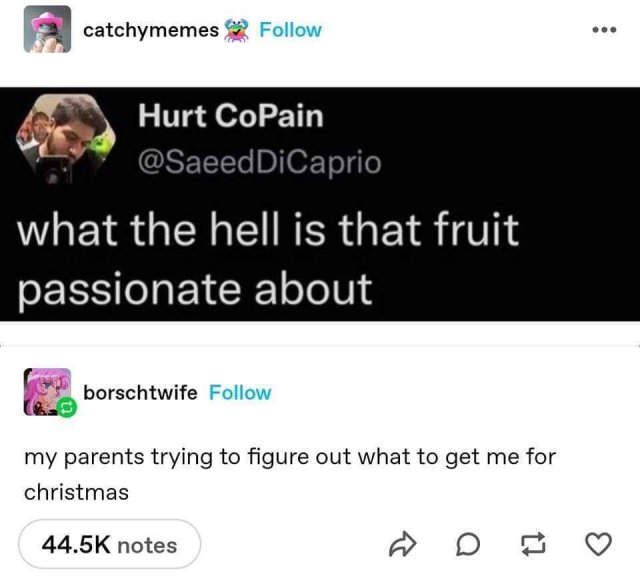 catchymemes Follow
Hurt CoPain
@SaeedDiCaprio
what the hell is that fruit
passionate about
borschtwife Follow
my parents trying to figure out what to get me for
christmas
44.5K notes